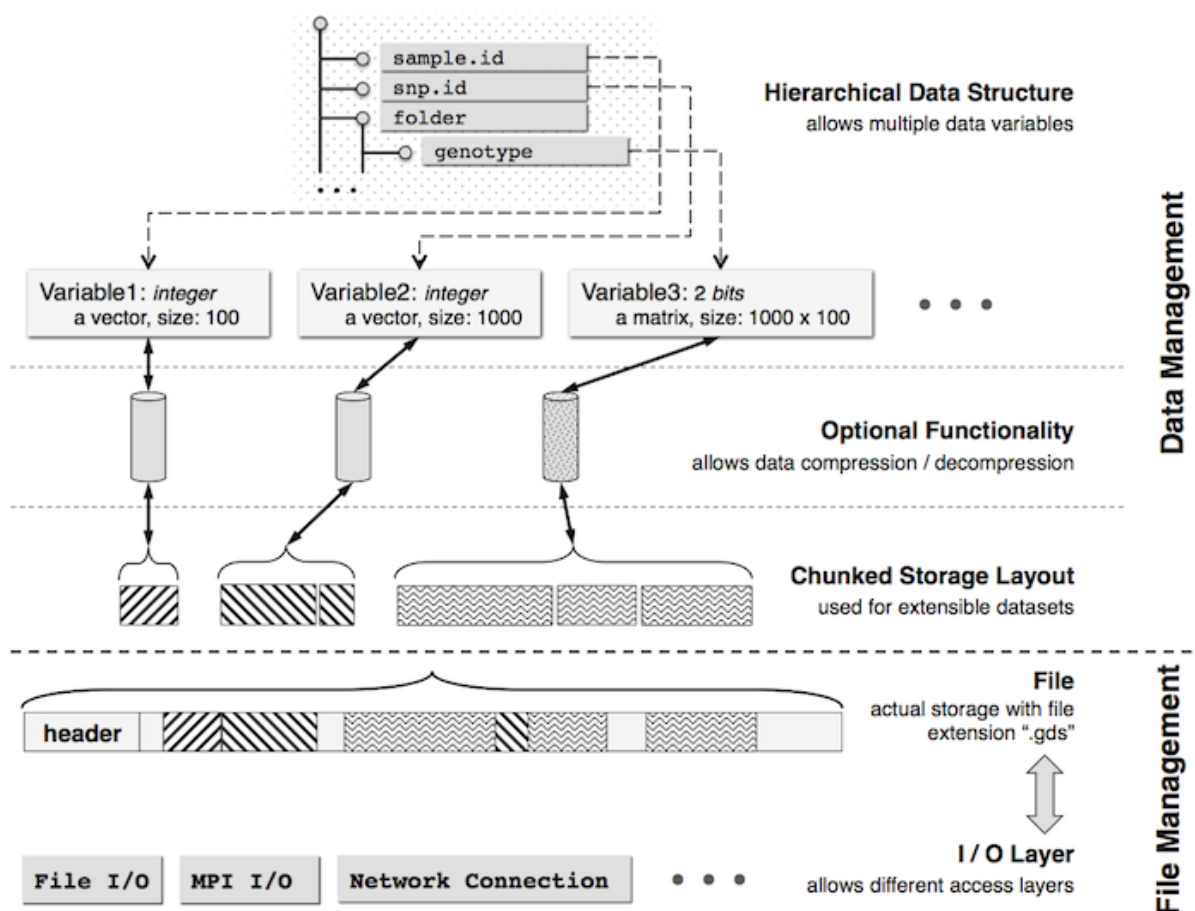 sample.id
snp.id
folder
genotype
Hierarchical Data Structure
allows multiple data variables
Variable1: integer
a vector, size: 100
Variable2: integer
a vector, size: 1000
Variable3: 2 bits
a matrix, size: 1000 x 100
Data Management
Optional Functionality
allows data compression / decompression
Chunked Storage Layout
used for extensible datasets
header
File
actual storage with file
extension “.gds”
File Management
I / O Layer
allows different access layers
File I/O
MPI I/O
Network Connection